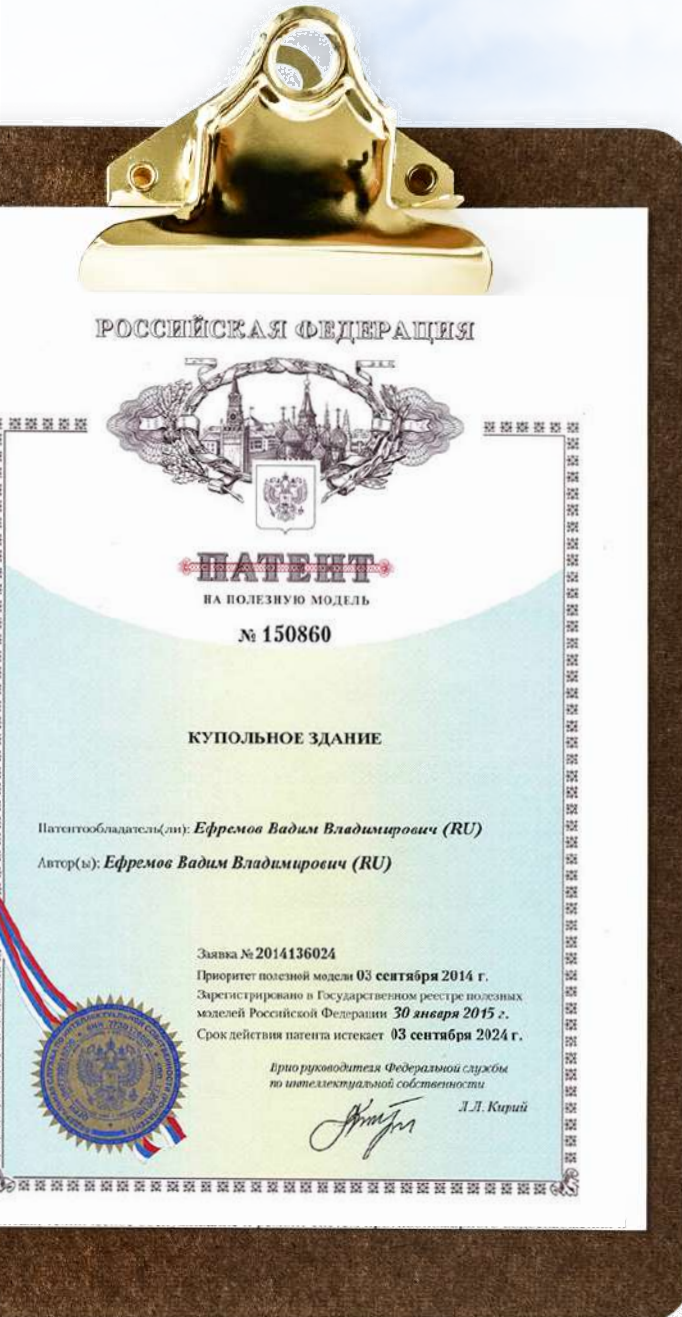 РОССИЙСКАЯ ФЕДЕРАЦИЯ
ПАТЕНТ
НА ПОЛЕЗНУЮ МОДЕЛЬ
№ 150860
КУПОЛЬНОЕ ЗДАНИЕ
Патентообладатель(ли): Ефремов Вадим Владимирович (RU)
Автор(ы): Ефремов Вадим Владимирович (RU)
Заявка № 2014136024
Приоритет полезной модели 03 сентября 2014 г.
Зарегистрировано в Государственном реестре полезных
моделей Российской Федерации 30 января 2015 г.
Срок действия патента истекает 03 сентября 2024 г.
Врио руководителя Федеральной службы
по интеллектуальной собственности
Л.Л. Кирий